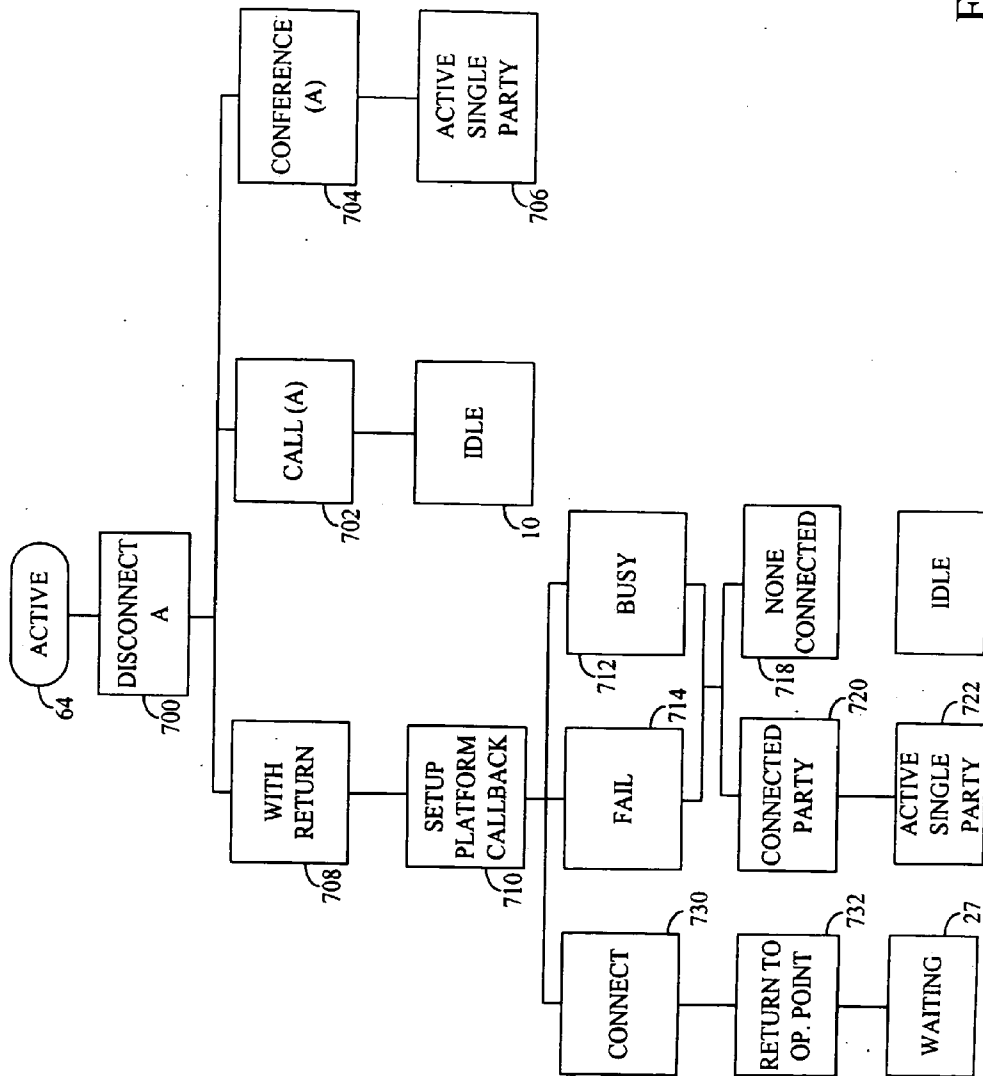 ACTIVE
64
DISCONNECT
A
700
WITH
RETURN
708
CALL (A)
702
CONFERENCE
(A)
704
SETUP
PLATFORM
CALLBACK
710
IDLE
10
ACTIVE
SINGLE
PARTY
706
CONNECT
730
FAIL
714
BUSY
712
RETURN TO
OP. POINT
732
CONNECTED
PARTY
720
NONE
CONNECTED
718
WAITING
27
ACTIVE
SINGLE
PARTY
722
IDLE